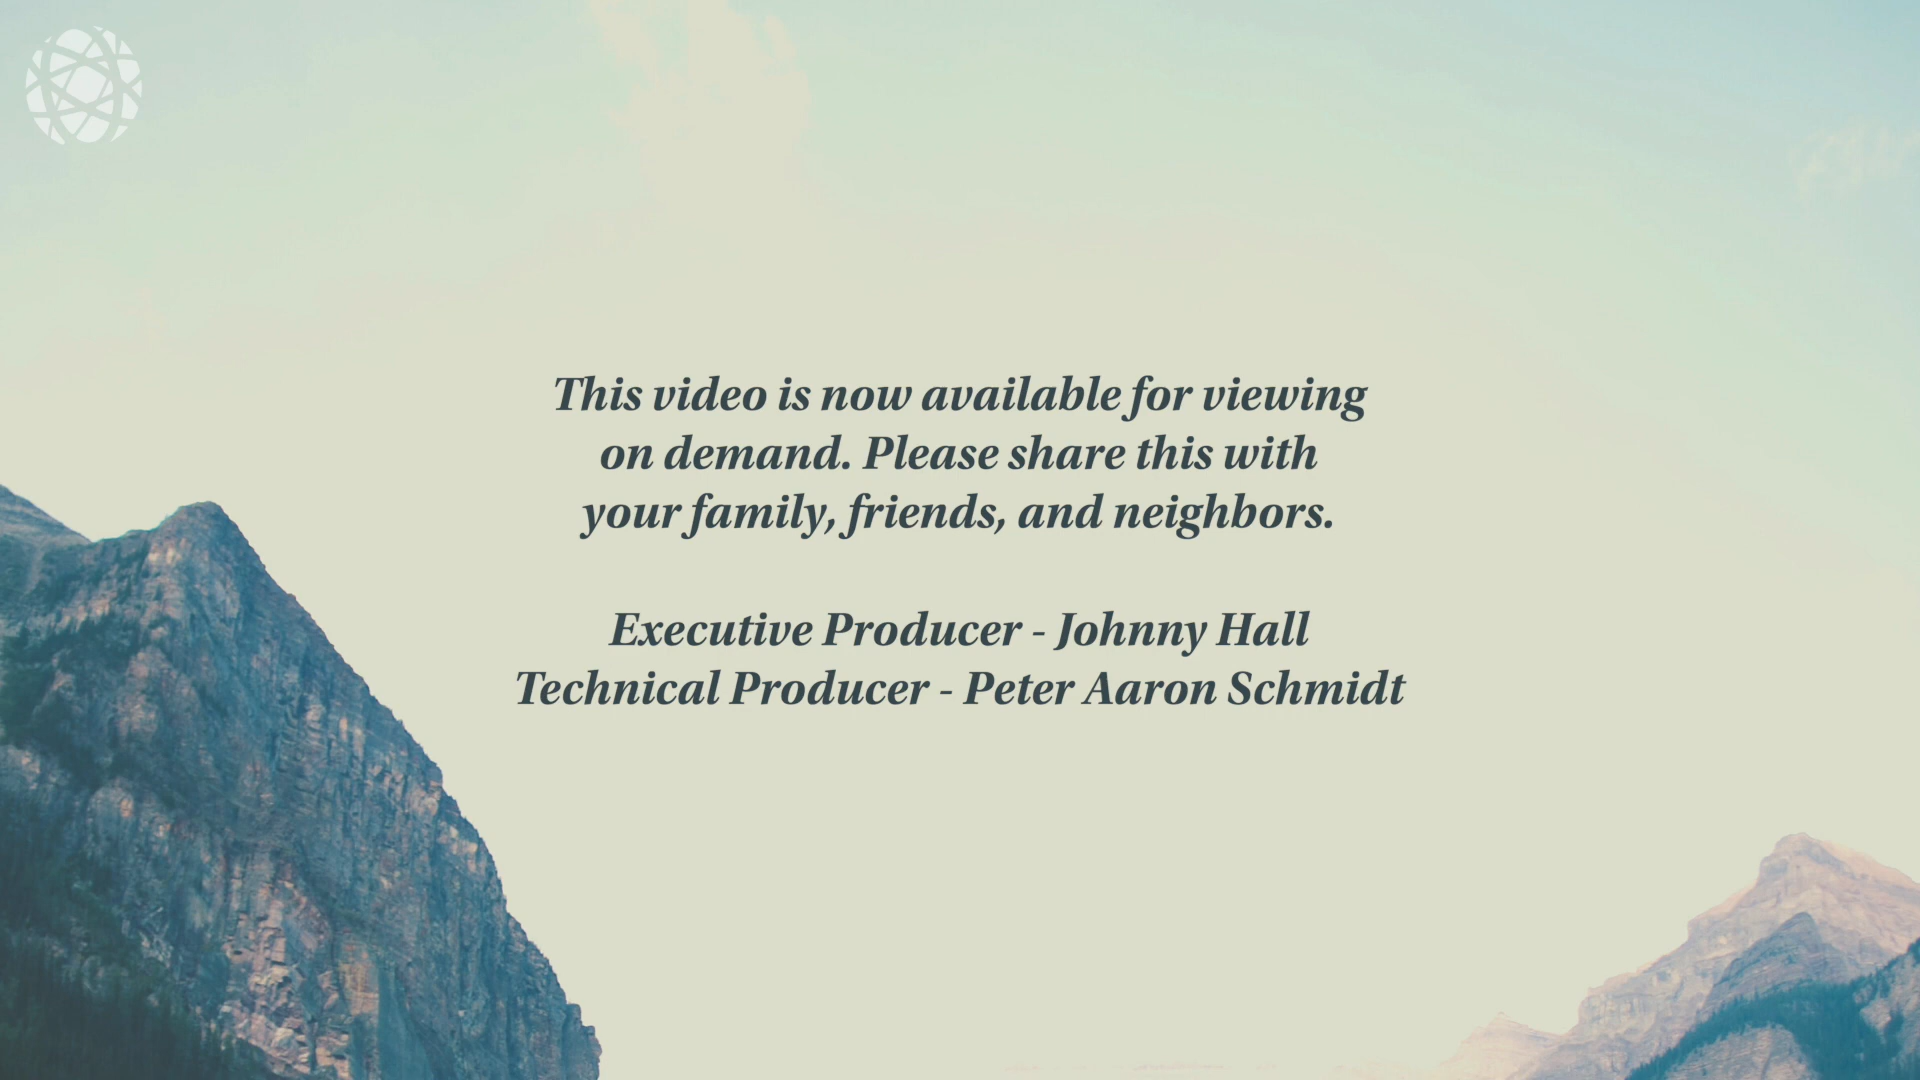 This video is now available for viewing
on demand. Please share this with
your family, friends, and neighbors.
Executive Producer - Johnny Hall
Technical Producer - Peter Aaron Schmidt